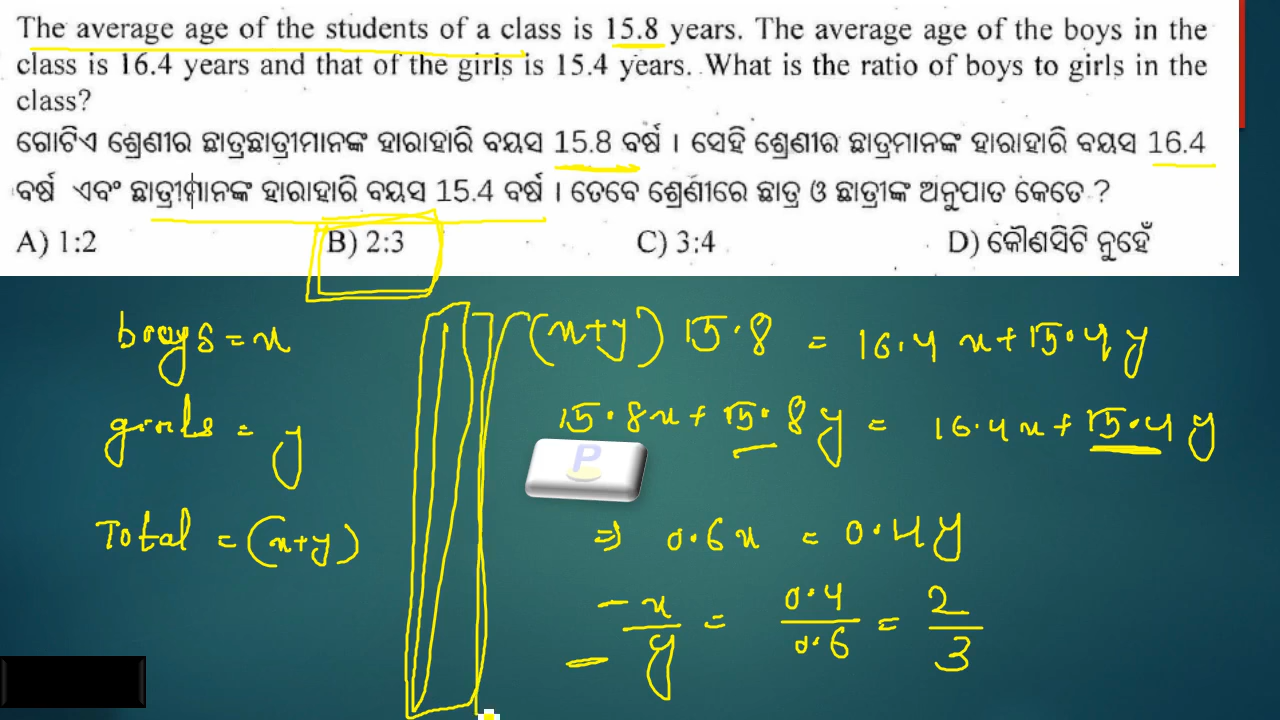 The average age of the students of a class is 15.8 years. The average age of the boys in the
class is 16.4 years and that of the girls is 15.4 years. What is the ratio of boys to girls in the
class?
ଗୋଟିଏ ଶ୍ରେଣୀର ଛାତ୍ରଛାତ୍ରୀମାନଙ୍କ ହାରାହାରି ବୟସ 15.8 ବର୍ଷ । ସେହି ଶ୍ରେଣୀର ଛାତ୍ରମାନଙ୍କ ହାରାହାରି ବୟସ 16.4
ବର୍ଷ ଏବଂ ଛାତ୍ରୀମାନଙ୍କ ହାରାହାରି ବୟସ 15.4 ବର୍ଷ । ତେବେ ଶ୍ରେଣୀରେ ଛାତ୍ର ଓ ଛାତ୍ରୀଙ୍କ ଅନୁପାତ କେତେ ?
A) 1:2 B) 2:3 C) 3:4 D) କୌଣସିଟି ନୁହେଁ
boys = x
girls = y
Total = (x+y)
(x+y) 15.8 = 16.4 x + 15.4 y
15.8x + 15.8y = 16.4x + 15.4y
P
⇒ 0.6x = 0.4y
x/y = 0.4/0.6 = 2/3